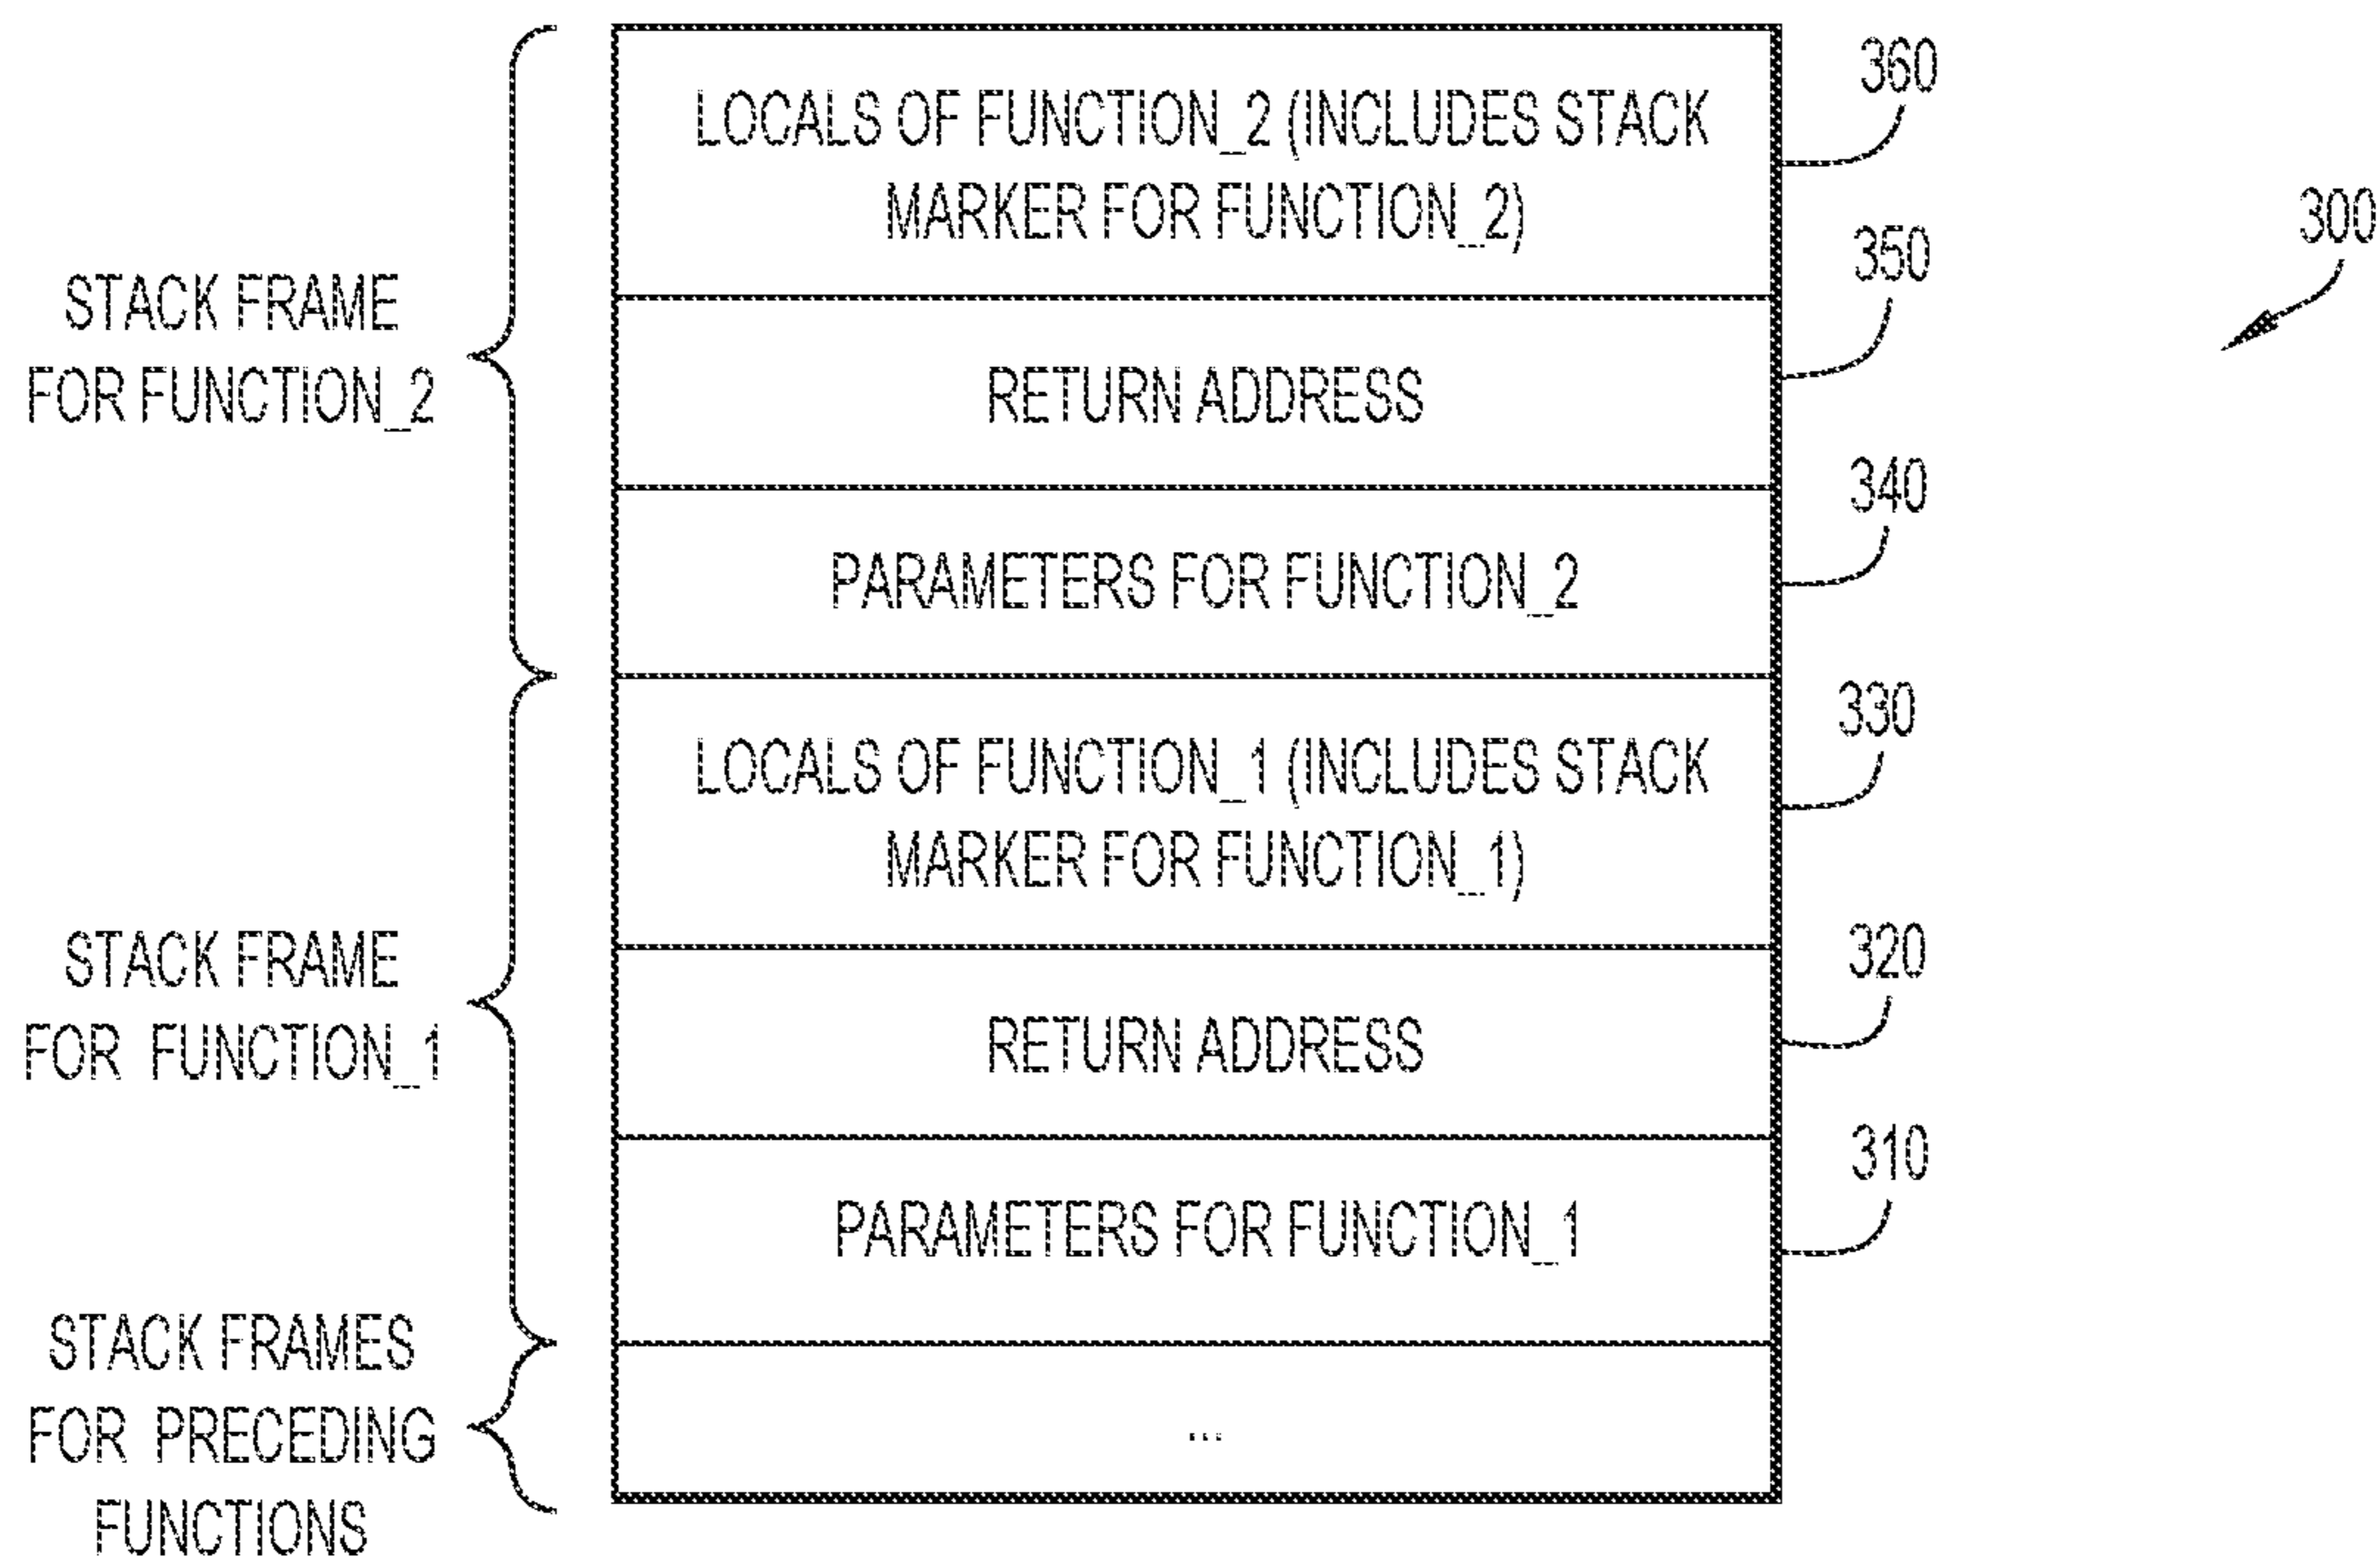 360
LOCALS OF FUNCTION_2 (INCLUDES STACK
MARKER FOR FUNCTION_2)
300
350
STACK FRAME
FOR FUNCTION_2
RETURN ADDRESS
340
PARAMETERS FOR FUNCTION_2
330
LOCALS OF FUNCTION_1 (INCLUDES STACK
MARKER FOR FUNCTION_1)
320
STACK FRAME
FOR FUNCTION_1
RETURN ADDRESS
310
PARAMETERS FOR FUNCTION_1
STACK FRAMES
FOR PRECEDING
FUNCTIONS
...